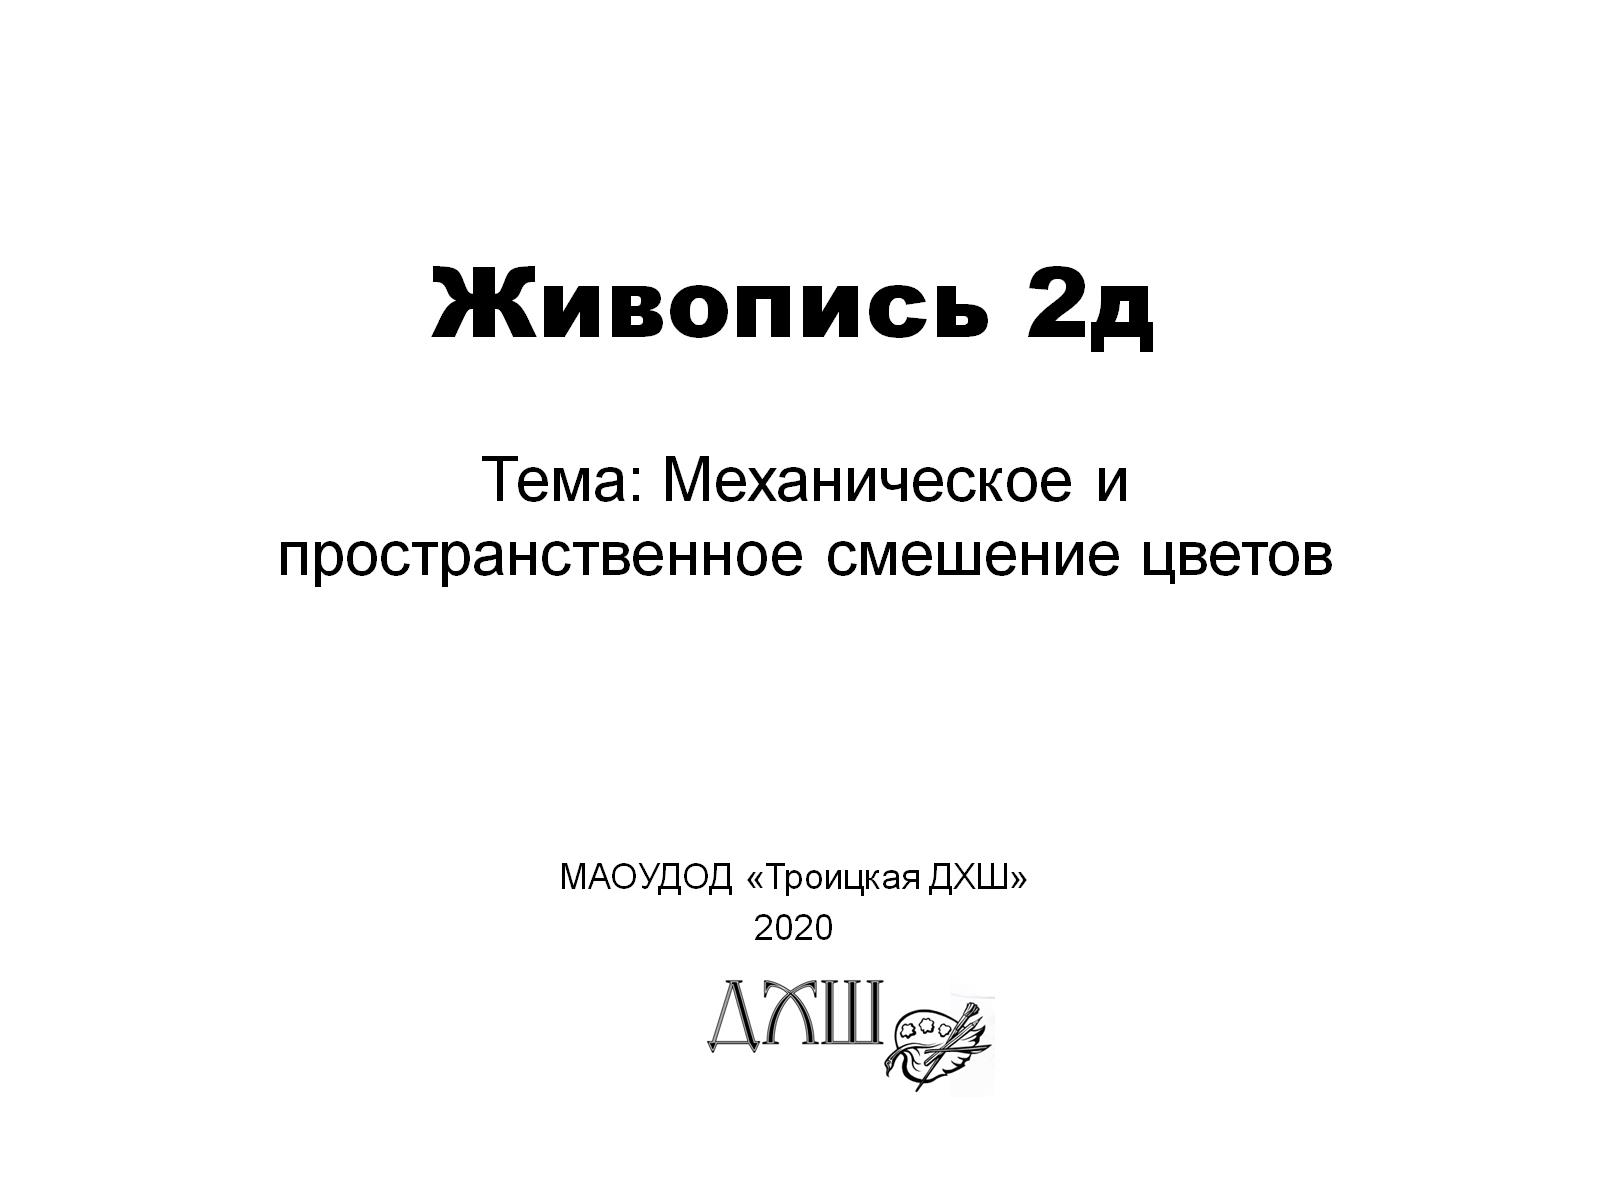 Живопись 2д
Тема: Механическое и
пространственное смешение цветов
МАОУДОД «Троицкая ДХШ»
2020
ДХШ